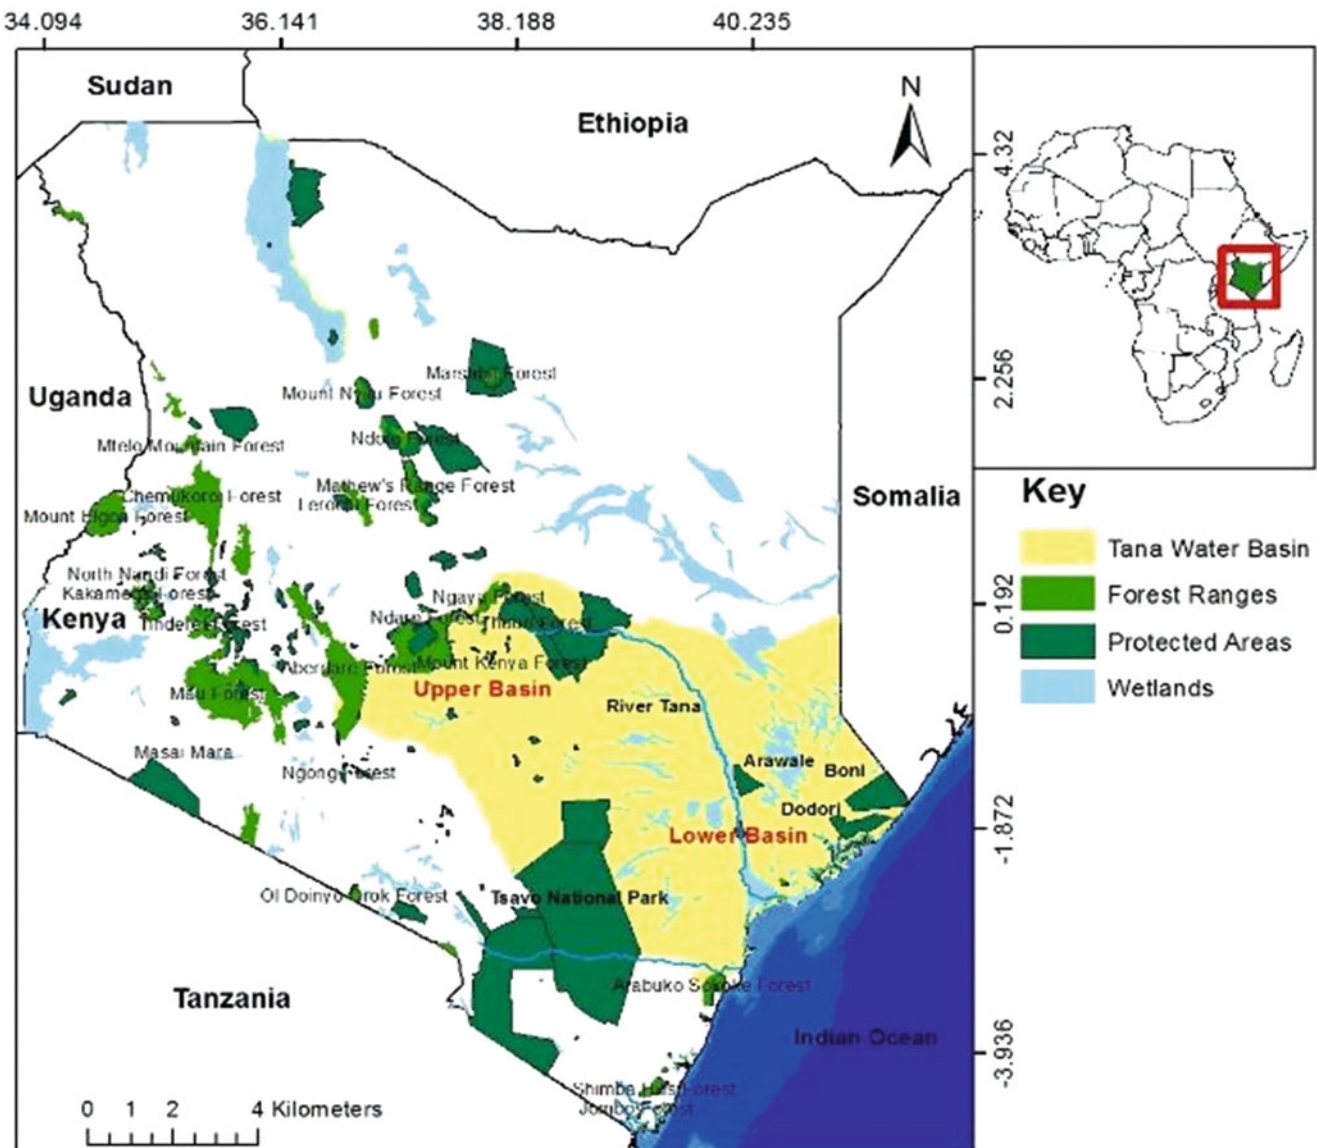 34.094 36.141 38.188 40.235
Sudan
Ethiopia
N
4.32
Uganda
Marsabit Forest
Mount Nyiru Forest
Ndoto Forest
Mtelo Mountain Forest
2.256
Mathew's Range Forest
Leroghi Forest
Chemukoroi Forest
Mount Elgon Forest
Somalia
Key
Tana Water Basin
Forest Ranges
Protected Areas
Wetlands
North Nandi Forest
Kakamega Forest
Kenya
Tinderet Forest
Ngaya Forest
Ndare Forest
Forest
0.192
Aberdare Forest
Mount Kenya Forest
Upper Basin
Mau Forest
River Tana
Masai Mara
Ngong Forest
Arawale
Boni
Dodori
Lower Basin
-1.872
Ol Doinyo Orok Forest
Tsavo National Park
Tanzania
Arabuko Sokoke Forest
Indian Ocean
-3.936
Shimba Hills Forest
Jombo Forest
0 1 2 4 Kilometers